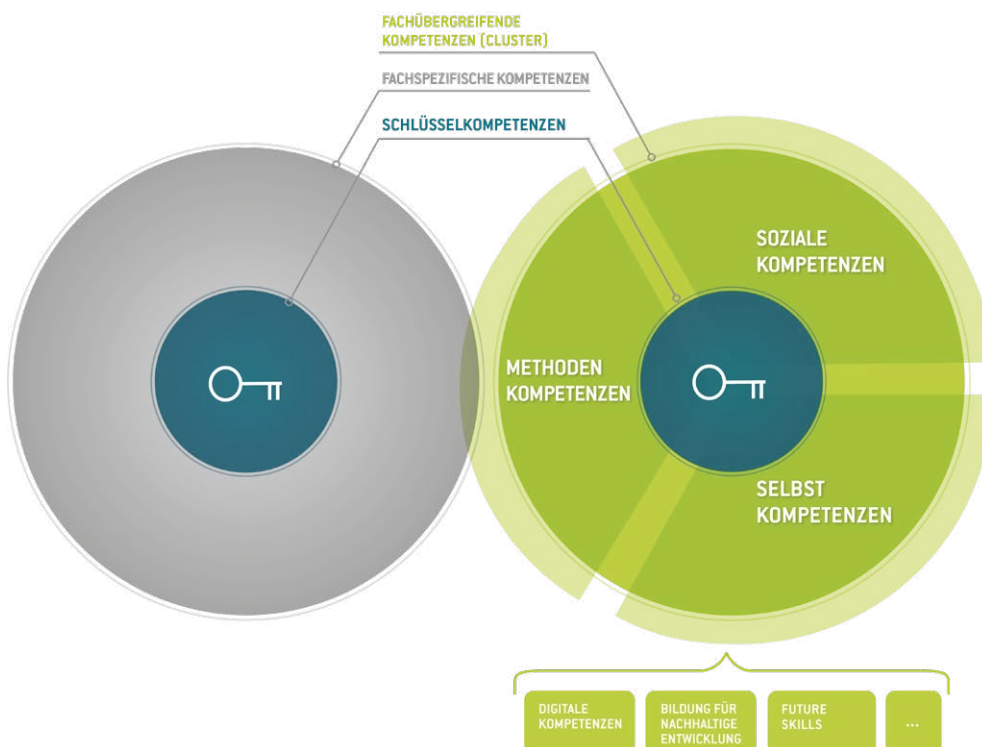 FACHÜBERGREIFENDE
KOMPETENZEN (CLUSTER)
FACHSPEZIFISCHE KOMPETENZEN
SCHLÜSSELKOMPETENZEN
SOZIALE
KOMPETENZEN
METHODEN
KOMPETENZEN
SELBST
KOMPETENZEN
DIGITALE
KOMPETENZEN
BILDUNG FÜR
NACHHALTIGE
ENTWICKLUNG
FUTURE
SKILLS
...